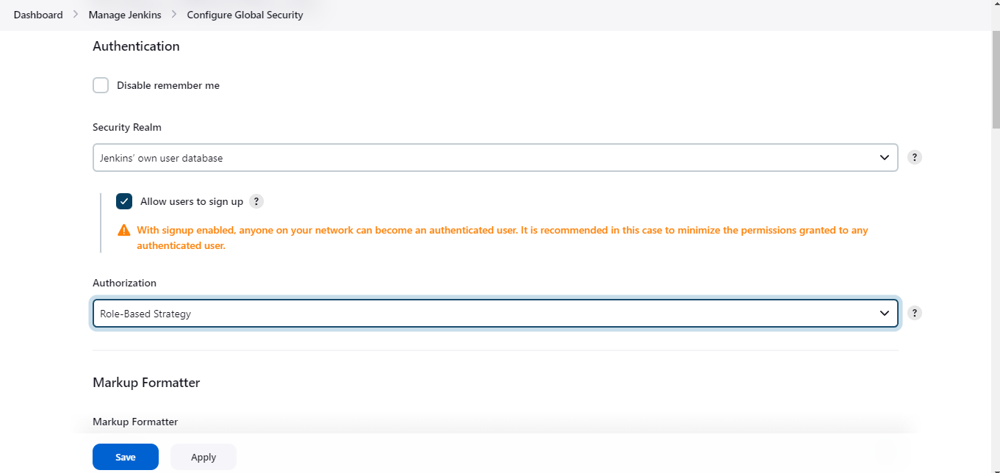 Dashboard > Manage Jenkins > Configure Global Security
Authentication
Disable remember me
Security Realm
Jenkins' own user database
?
Allow users to sign up ?
With signup enabled, anyone on your network can become an authenticated user. It is recommended in this case to minimize the permissions granted to any
authenticated user.
Authorization
Role-Based Strategy
?
Markup Formatter
Markup Formatter
Save Apply